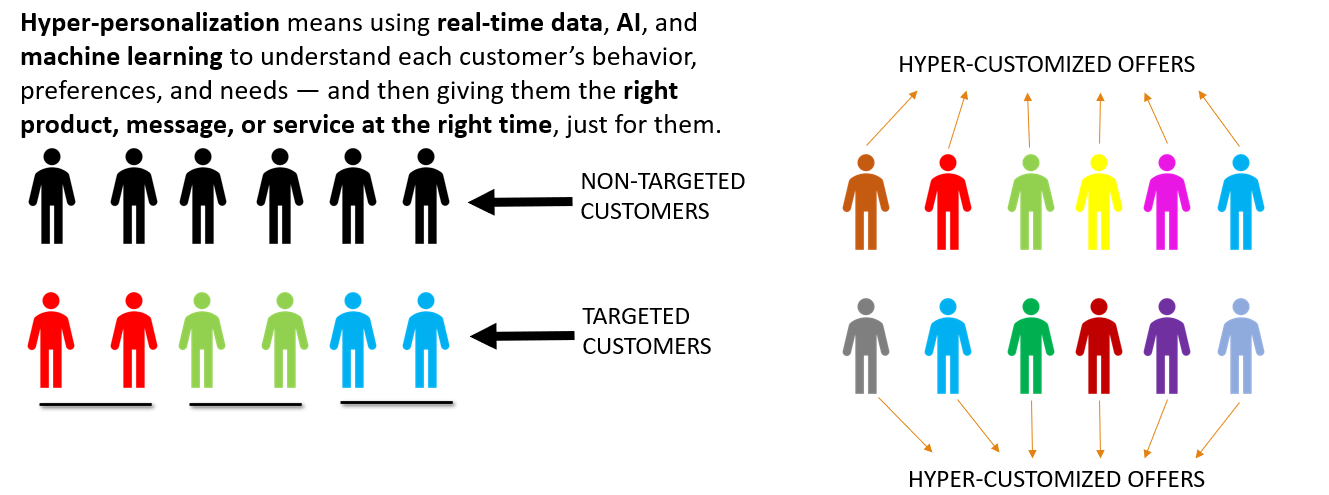 Hyper-personalization means using real-time data, AI, and
machine learning to understand each customer’s behavior,
preferences, and needs — and then giving them the right
product, message, or service at the right time, just for them.
NON-TARGETED
CUSTOMERS
TARGETED
CUSTOMERS
HYPER-CUSTOMIZED OFFERS
HYPER-CUSTOMIZED OFFERS